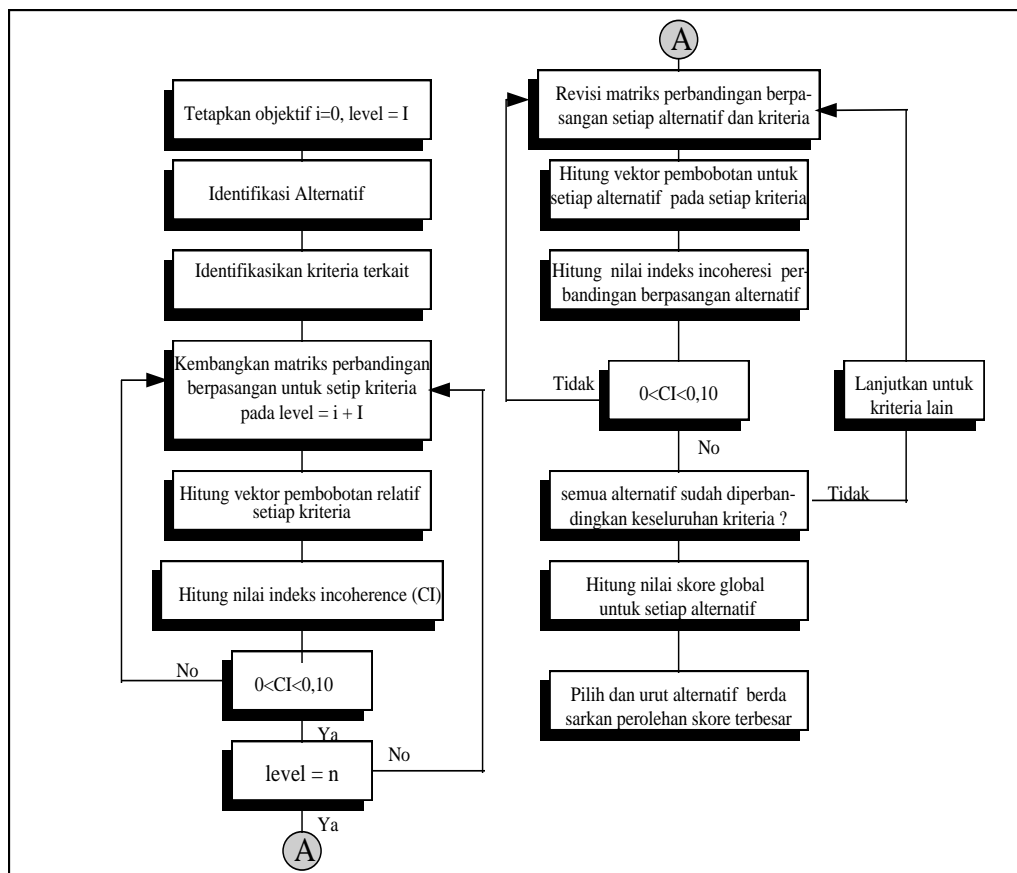 Tetapkan objektif i=0, level = I
Identifikasi Alternatif
Identifikasikan kriteria terkait
Kembangkan matriks perbandingan
berpasangan untuk setip kriteria
pada level = i + I
Hitung vektor pembobotan relatif
setiap kriteria
Hitung nilai indeks incoherence (CI)
No
0<CI<0,10
Ya
level = n
No
Ya
A
A
Revisi matriks perbandingan berpa-
sangan setiap alternatif dan kriteria
Hitung vektor pembobotan untuk
setiap alternatif pada setiap kriteria
Hitung nilai indeks incoheresi per-
bandingan berpasangan alternatif
Tidak
0<CI<0,10
Lanjutkan untuk
kriteria lain
No
semua alternatif sudah diperban-
dingkan keseluruhan kriteria ?
Tidak
Hitung nilai skore global
untuk setiap alternatif
Pilih dan urut alternatif berda
sarkan perolehan skore terbesar